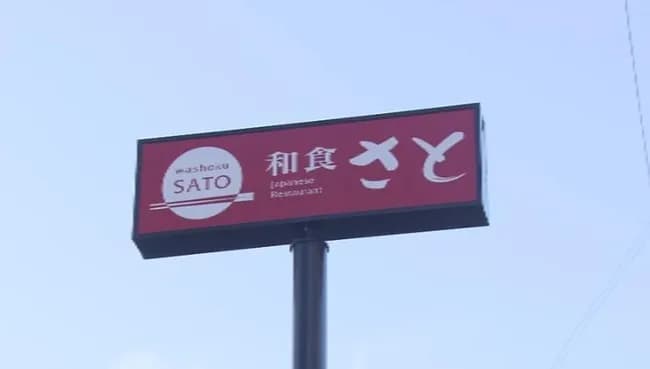 washoku
SATO
和食 さと
Japanese
Restaurant